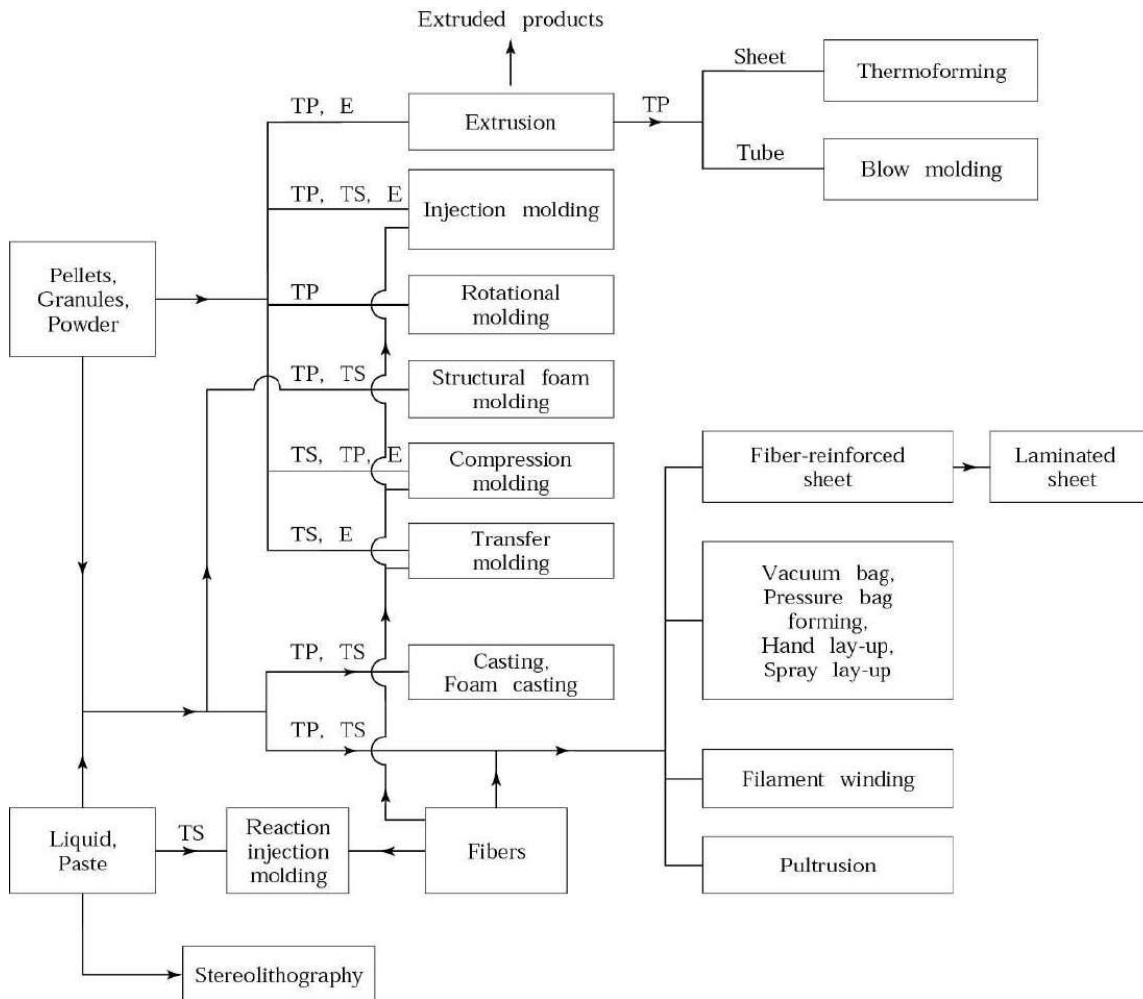 Extruded products
Sheet
Thermoforming
TP, E
Extrusion
TP
Tube
Blow molding
TP, TS, E
Injection molding
Pellets,
Granules,
Powder
TP
Rotational
molding
TP, TS
Structural foam
molding
TS, TP, E
Compression
molding
Fiber-reinforced
sheet
Laminated
sheet
TS, E
Transfer
molding
Vacuum bag,
Pressure bag
forming,
Hand lay-up,
Spray lay-up
TP, TS
Casting,
Foam casting
TP, TS
Filament winding
Liquid,
Paste
TS
Reaction
injection
molding
Fibers
Pultrusion
Stereolithography